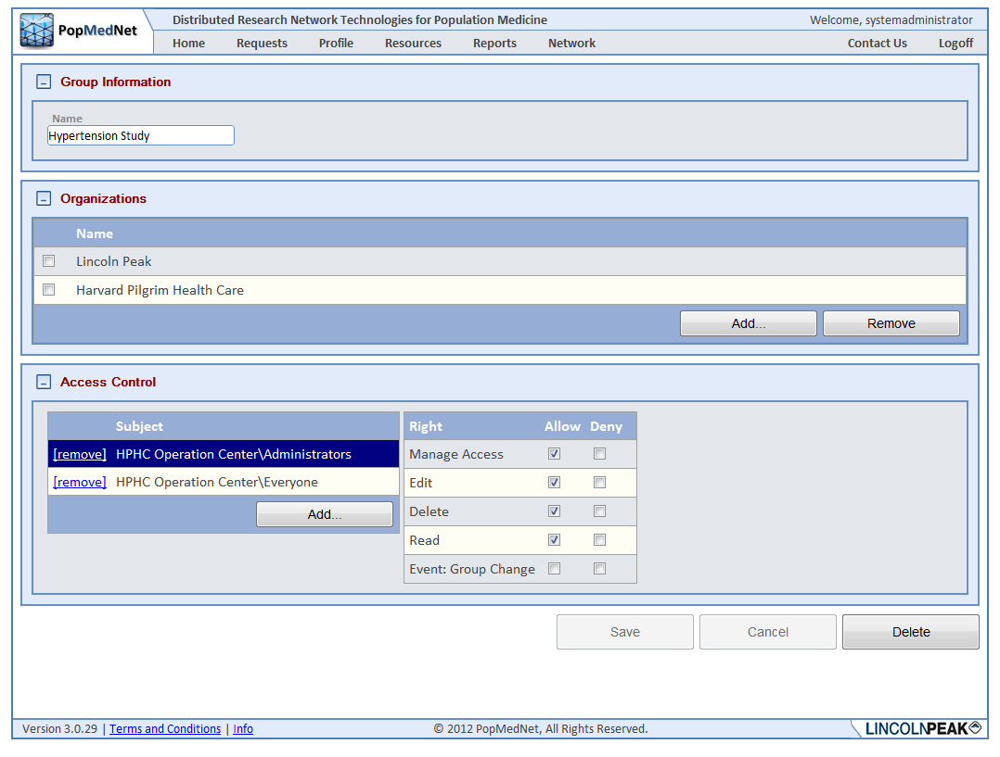 PopMedNet
Distributed Research Network Technologies for Population Medicine
Welcome, systemadministrator
Home Requests Profile Resources Reports Network Contact Us Logoff
Group Information
Name
Hypertension Study
Organizations
Name
Lincoln Peak
Harvard Pilgrim Health Care
Add... Remove
Access Control
Subject
[remove] HPHC Operation Center\Administrators
[remove] HPHC Operation Center\Everyone
Add...
Right Allow Deny
Manage Access
Edit
Delete
Read
Event: Group Change
Save Cancel Delete
Version 3.0.29 | Terms and Conditions | Info
© 2012 PopMedNet, All Rights Reserved.
LINCOLNPEAK